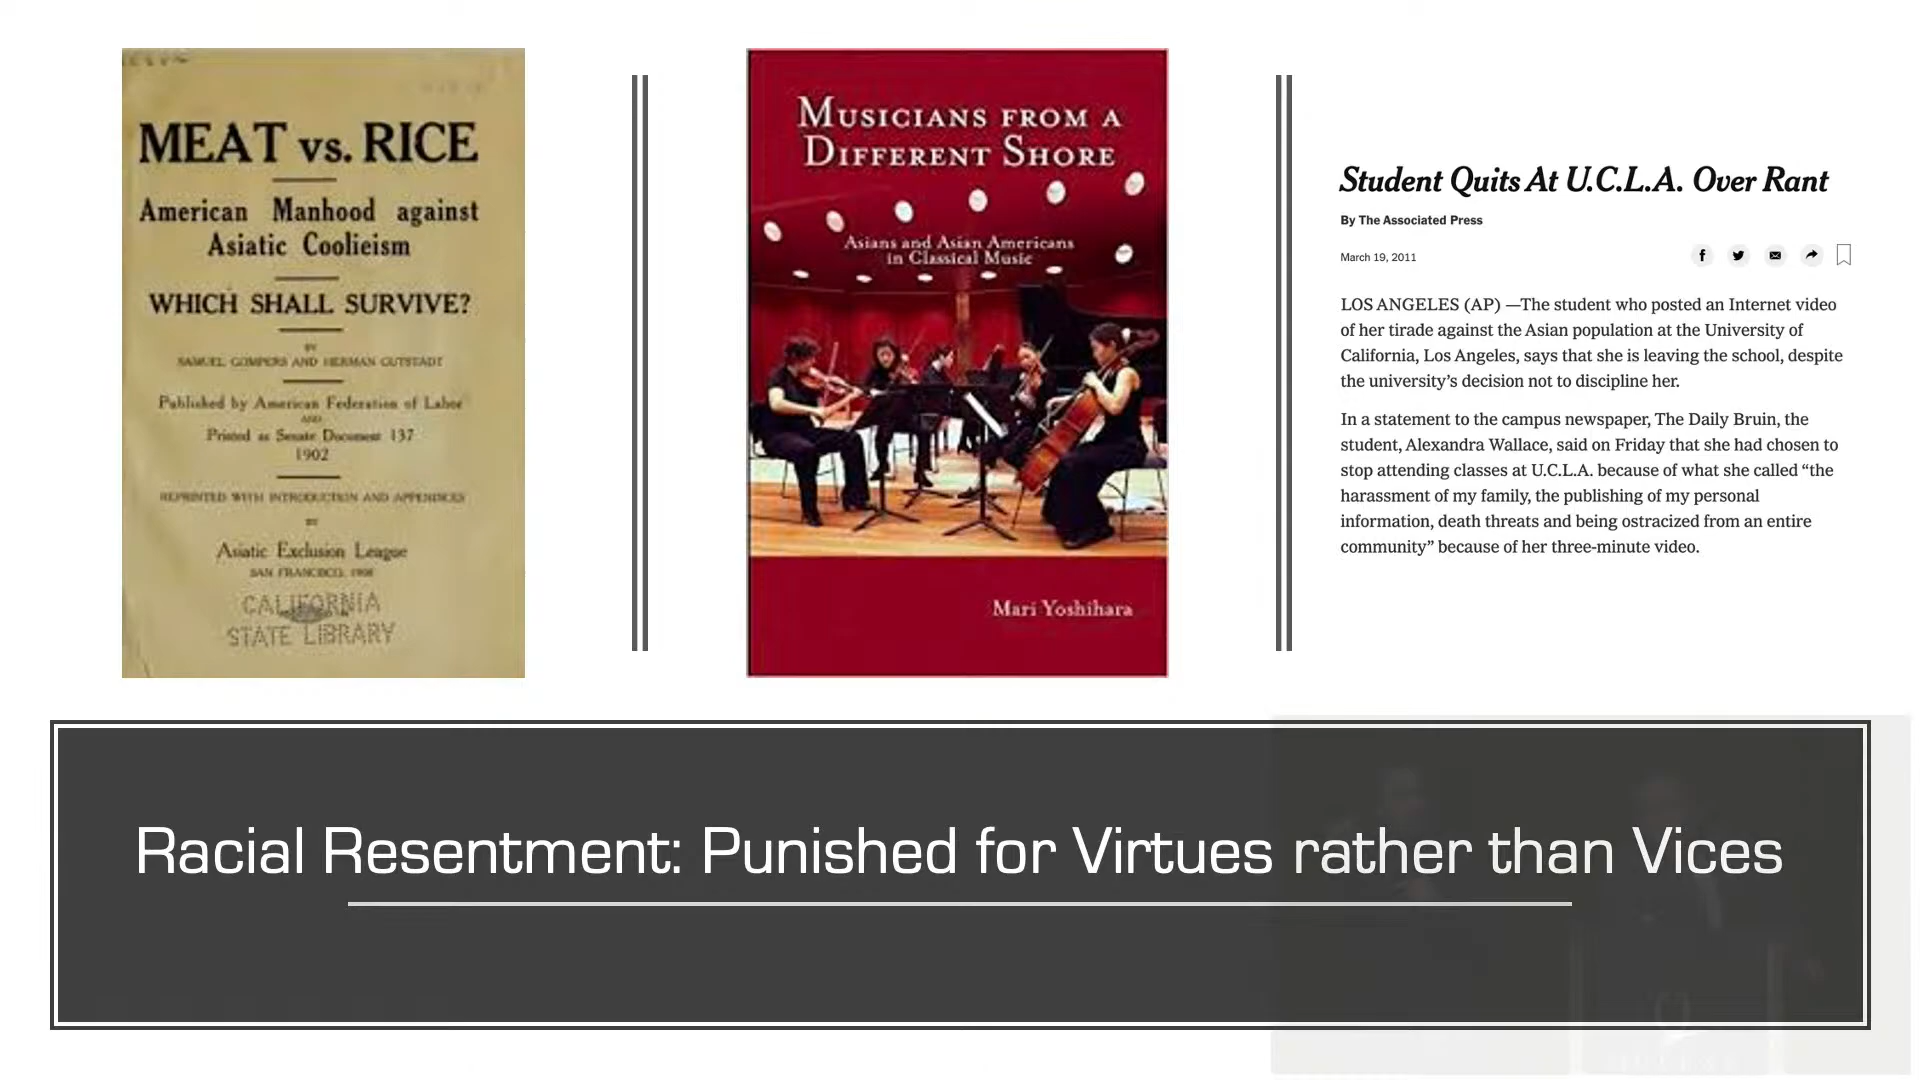 MEAT vs. RICE
American Manhood against
Asiatic Coolieism
WHICH SHALL SURVIVE?
BY
SAMUEL GOMPERS AND HERMAN GUTSTADT
Published by American Federation of Labor
AND
Printed as Senate Document 137
1902
REPRINTED WITH INTRODUCTION AND APPENDICES
BY
Asiatic Exclusion League
SAN FRANCISCO, 1908
CALIFORNIA
STATE LIBRARY
MUSICIANS FROM A
DIFFERENT SHORE
Asians and Asian Americans
in Classical Music
Mari Yoshihara
Student Quits At U.C.L.A. Over Rant
By The Associated Press
March 19, 2011
LOS ANGELES (AP) —The student who posted an Internet video
of her tirade against the Asian population at the University of
California, Los Angeles, says that she is leaving the school, despite
the university’s decision not to discipline her.
In a statement to the campus newspaper, The Daily Bruin, the
student, Alexandra Wallace, said on Friday that she had chosen to
stop attending classes at U.C.L.A. because of what she called “the
harassment of my family, the publishing of my personal
information, death threats and being ostracized from an entire
community” because of her three-minute video.
Racial Resentment: Punished for Virtues rather than Vices